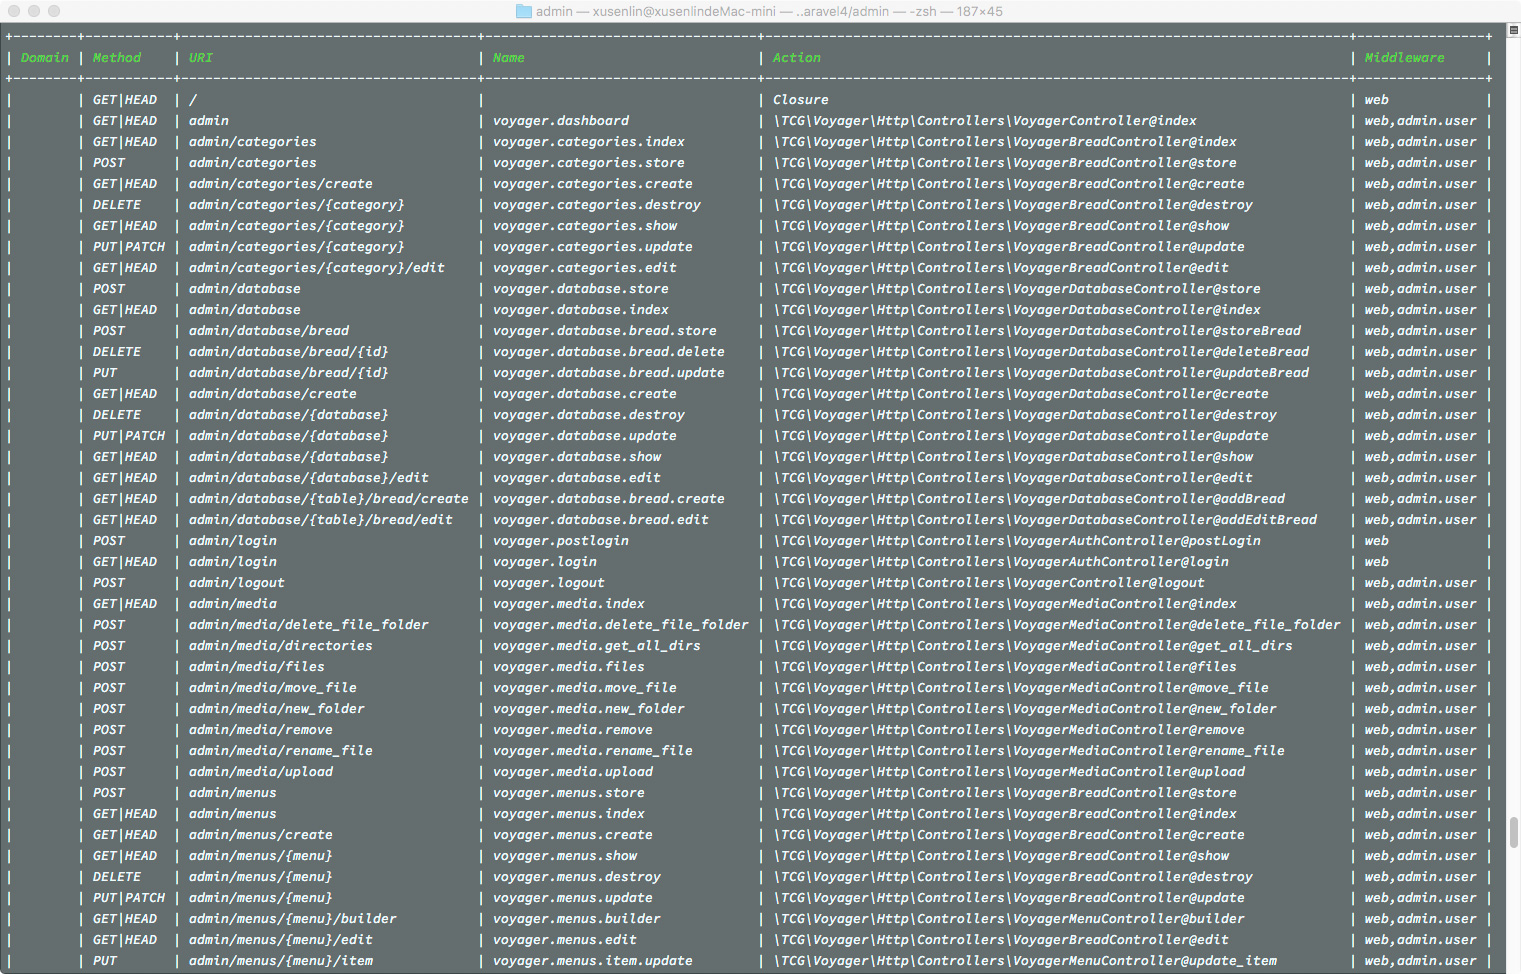 admin — xusenlin@xusenlindeMac-mini — ..aravel4/admin — -zsh — 187×45
| Domain | Method | URI | Name | Action | Middleware |
| | GET|HEAD | / | | Closure | web |
| | GET|HEAD | admin | voyager.dashboard | \TCG\Voyager\Http\Controllers\VoyagerController@index | web,admin.user |
| | GET|HEAD | admin/categories | voyager.categories.index | \TCG\Voyager\Http\Controllers\VoyagerBreadController@index | web,admin.user |
| | POST | admin/categories | voyager.categories.store | \TCG\Voyager\Http\Controllers\VoyagerBreadController@store | web,admin.user |
| | GET|HEAD | admin/categories/create | voyager.categories.create | \TCG\Voyager\Http\Controllers\VoyagerBreadController@create | web,admin.user |
| | DELETE | admin/categories/{category} | voyager.categories.destroy | \TCG\Voyager\Http\Controllers\VoyagerBreadController@destroy | web,admin.user |
| | GET|HEAD | admin/categories/{category} | voyager.categories.show | \TCG\Voyager\Http\Controllers\VoyagerBreadController@show | web,admin.user |
| | PUT|PATCH | admin/categories/{category} | voyager.categories.update | \TCG\Voyager\Http\Controllers\VoyagerBreadController@update | web,admin.user |
| | GET|HEAD | admin/categories/{category}/edit | voyager.categories.edit | \TCG\Voyager\Http\Controllers\VoyagerBreadController@edit | web,admin.user |
| | POST | admin/database | voyager.database.store | \TCG\Voyager\Http\Controllers\VoyagerDatabaseController@store | web,admin.user |
| | GET|HEAD | admin/database | voyager.database.index | \TCG\Voyager\Http\Controllers\VoyagerDatabaseController@index | web,admin.user |
| | POST | admin/database/bread | voyager.database.bread.store | \TCG\Voyager\Http\Controllers\VoyagerDatabaseController@storeBread | web,admin.user |
| | DELETE | admin/database/bread/{id} | voyager.database.bread.delete | \TCG\Voyager\Http\Controllers\VoyagerDatabaseController@deleteBread | web,admin.user |
| | PUT | admin/database/bread/{id} | voyager.database.bread.update | \TCG\Voyager\Http\Controllers\VoyagerDatabaseController@updateBread | web,admin.user |
| | GET|HEAD | admin/database/create | voyager.database.create | \TCG\Voyager\Http\Controllers\VoyagerDatabaseController@create | web,admin.user |
| | DELETE | admin/database/{database} | voyager.database.destroy | \TCG\Voyager\Http\Controllers\VoyagerDatabaseController@destroy | web,admin.user |
| | PUT|PATCH | admin/database/{database} | voyager.database.update | \TCG\Voyager\Http\Controllers\VoyagerDatabaseController@update | web,admin.user |
| | GET|HEAD | admin/database/{database} | voyager.database.show | \TCG\Voyager\Http\Controllers\VoyagerDatabaseController@show | web,admin.user |
| | GET|HEAD | admin/database/{database}/edit | voyager.database.edit | \TCG\Voyager\Http\Controllers\VoyagerDatabaseController@edit | web,admin.user |
| | GET|HEAD | admin/database/{table}/bread/create | voyager.database.bread.create | \TCG\Voyager\Http\Controllers\VoyagerDatabaseController@addBread | web,admin.user |
| | GET|HEAD | admin/database/{table}/bread/edit | voyager.database.bread.edit | \TCG\Voyager\Http\Controllers\VoyagerDatabaseController@addEditBread | web,admin.user |
| | POST | admin/login | voyager.postlogin | \TCG\Voyager\Http\Controllers\VoyagerAuthController@postLogin | web |
| | GET|HEAD | admin/login | voyager.login | \TCG\Voyager\Http\Controllers\VoyagerAuthController@login | web |
| | POST | admin/logout | voyager.logout | \TCG\Voyager\Http\Controllers\VoyagerController@logout | web,admin.user |
| | GET|HEAD | admin/media | voyager.media.index | \TCG\Voyager\Http\Controllers\VoyagerMediaController@index | web,admin.user |
| | POST | admin/media/delete_file_folder | voyager.media.delete_file_folder | \TCG\Voyager\Http\Controllers\VoyagerMediaController@delete_file_folder | web,admin.user |
| | POST | admin/media/directories | voyager.media.get_all_dirs | \TCG\Voyager\Http\Controllers\VoyagerMediaController@get_all_dirs | web,admin.user |
| | POST | admin/media/files | voyager.media.files | \TCG\Voyager\Http\Controllers\VoyagerMediaController@files | web,admin.user |
| | POST | admin/media/move_file | voyager.media.move_file | \TCG\Voyager\Http\Controllers\VoyagerMediaController@move_file | web,admin.user |
| | POST | admin/media/new_folder | voyager.media.new_folder | \TCG\Voyager\Http\Controllers\VoyagerMediaController@new_folder | web,admin.user |
| | POST | admin/media/remove | voyager.media.remove | \TCG\Voyager\Http\Controllers\VoyagerMediaController@remove | web,admin.user |
| | POST | admin/media/rename_file | voyager.media.rename_file | \TCG\Voyager\Http\Controllers\VoyagerMediaController@rename_file | web,admin.user |
| | POST | admin/media/upload | voyager.media.upload | \TCG\Voyager\Http\Controllers\VoyagerMediaController@upload | web,admin.user |
| | POST | admin/menus | voyager.menus.store | \TCG\Voyager\Http\Controllers\VoyagerBreadController@store | web,admin.user |
| | GET|HEAD | admin/menus | voyager.menus.index | \TCG\Voyager\Http\Controllers\VoyagerBreadController@index | web,admin.user |
| | GET|HEAD | admin/menus/create | voyager.menus.create | \TCG\Voyager\Http\Controllers\VoyagerBreadController@create | web,admin.user |
| | GET|HEAD | admin/menus/{menu} | voyager.menus.show | \TCG\Voyager\Http\Controllers\VoyagerBreadController@show | web,admin.user |
| | DELETE | admin/menus/{menu} | voyager.menus.destroy | \TCG\Voyager\Http\Controllers\VoyagerBreadController@destroy | web,admin.user |
| | PUT|PATCH | admin/menus/{menu} | voyager.menus.update | \TCG\Voyager\Http\Controllers\VoyagerBreadController@update | web,admin.user |
| | GET|HEAD | admin/menus/{menu}/builder | voyager.menus.builder | \TCG\Voyager\Http\Controllers\VoyagerMenuController@builder | web,admin.user |
| | GET|HEAD | admin/menus/{menu}/edit | voyager.menus.edit | \TCG\Voyager\Http\Controllers\VoyagerBreadController@edit | web,admin.user |
| | PUT | admin/menus/{menu}/item | voyager.menus.item.update | \TCG\Voyager\Http\Controllers\VoyagerMenuController@update_item | web,admin.user |